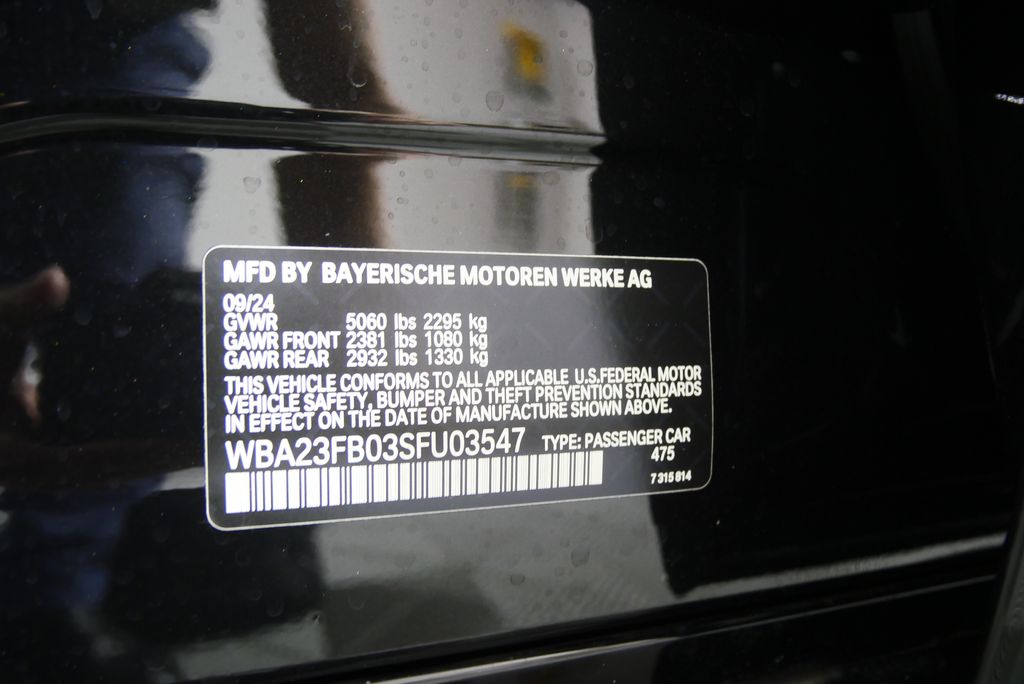 MFD BY BAYERISCHE MOTOREN WERKE AG
09/24
GVWR 5060 lbs 2295 kg
GAWR FRONT 2381 lbs 1080 kg
GAWR REAR 2932 lbs 1330 kg
THIS VEHICLE CONFORMS TO ALL APPLICABLE U.S.FEDERAL MOTOR
VEHICLE SAFETY, BUMPER AND THEFT PREVENTION STANDARDS
IN EFFECT ON THE DATE OF MANUFACTURE SHOWN ABOVE.
WBA23FB03SFU03547 TYPE: PASSENGER CAR
475
7 315 814